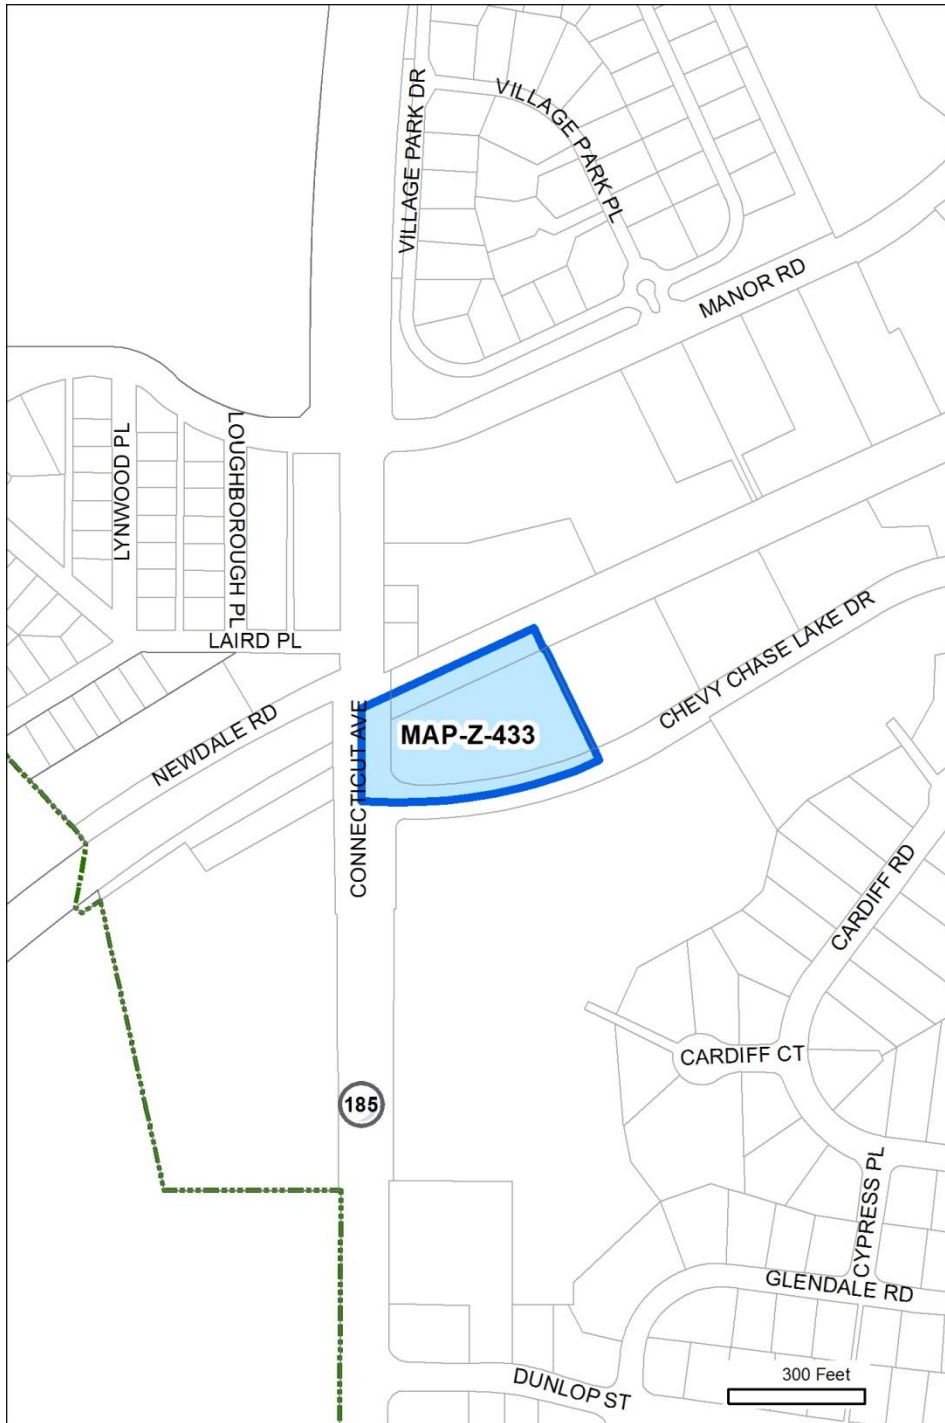 VILLAGE PARK DR
VILLAGE PARK PL
MANOR RD
LYNWOOD PL
LOUGHBOROUGH PL
LAIRD PL
NEWDALE RD
CONNECTICUT AVE
MAP-Z-433
CHEVY CHASE LAKE DR
CARDIFF RD
CARDIFF CT
185
CYPRESS PL
GLENDALE RD
DUNLOP ST
300 Feet